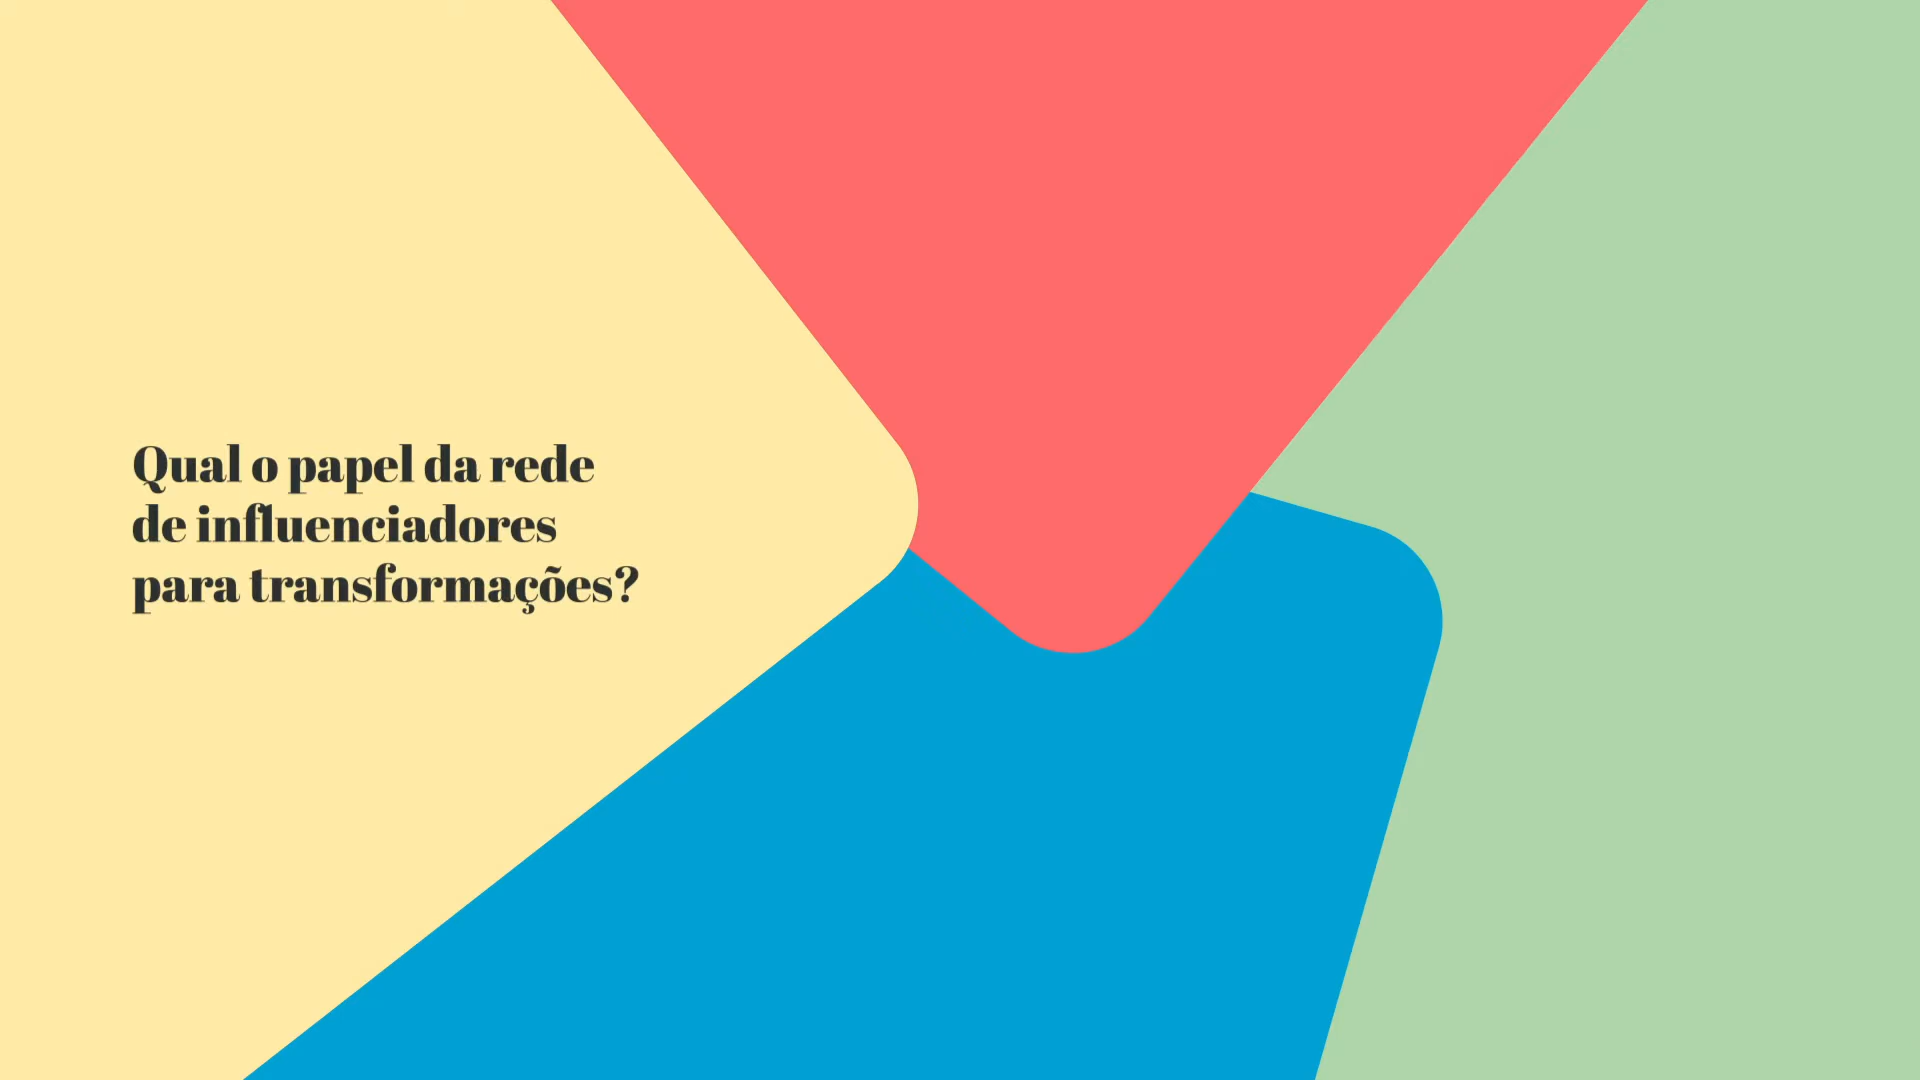 Qual o papel da rede
de influenciadores
para transformações?